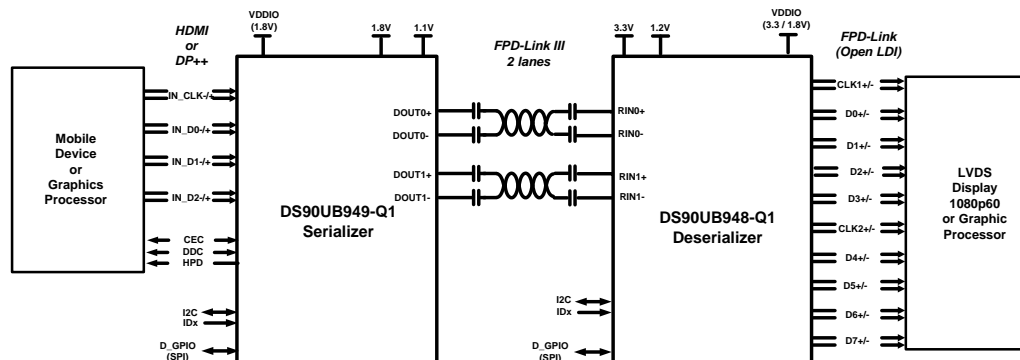 HDMI
or
DP++
VDDIO
(1.8V)
1.8V
1.1V
FPD-Link III
2 lanes
3.3V
1.2V
VDDIO
(3.3 / 1.8V)
FPD-Link
(Open LDI)
Mobile
Device
or
Graphics
Processor
IN_CLK-/+
IN_D0-/+
IN_D1-/+
IN_D2-/+
CEC
DDC
HPD
I2C
IDx
D_GPIO
(SPI)
DOUT0+
DOUT0-
DOUT1+
DOUT1-
DS90UB949-Q1
Serializer
RIN0+
RIN0-
RIN1+
RIN1-
DS90UB948-Q1
Deserializer
I2C
IDx
D_GPIO
(SPI)
CLK1+/-
D0+/-
D1+/-
D2+/-
D3+/-
CLK2+/-
D4+/-
D5+/-
D6+/-
D7+/-
LVDS
Display
1080p60
or Graphic
Processor